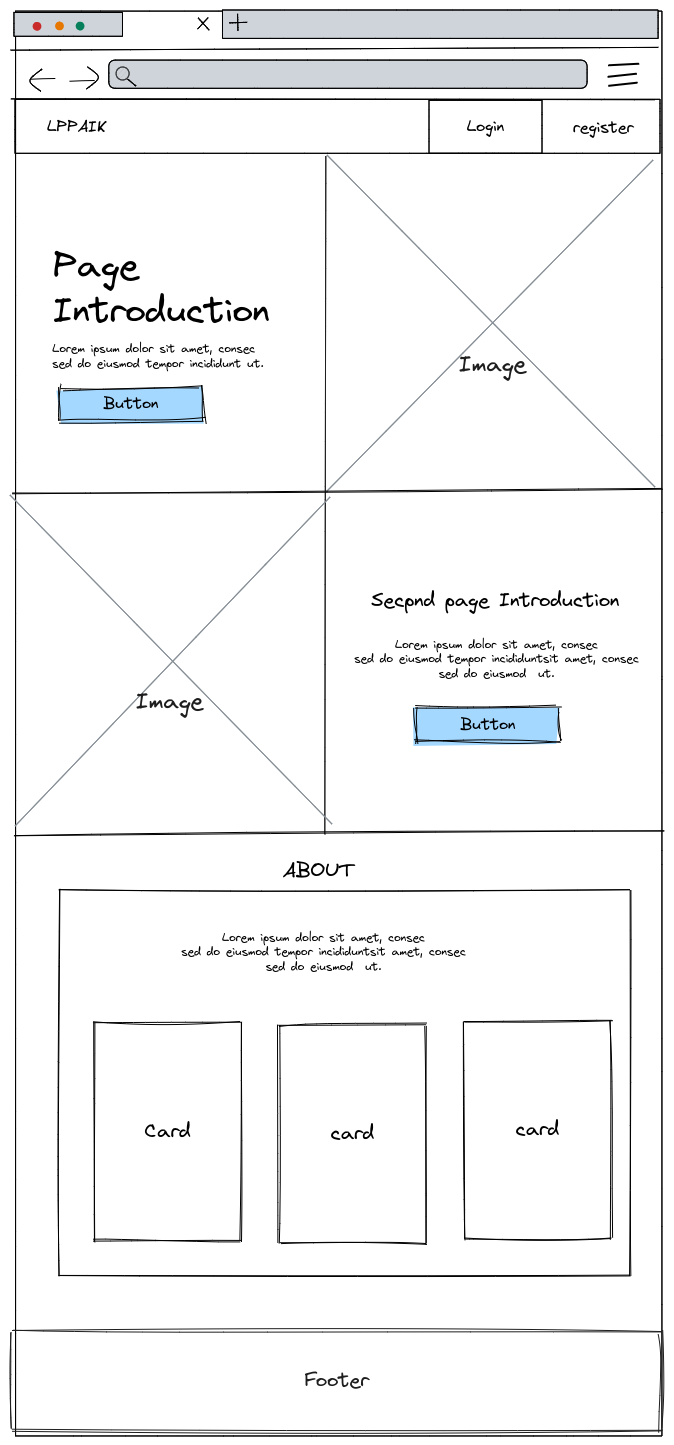 LPPAIK
Login
register
Page
Introduction
Lorem ipsum dolor sit amet, consec
sed do eiusmod tempor incididunt ut.
Button
Image
Image
Secpnd page Introduction
Lorem ipsum dolor sit amet, consec
sed do eiusmod tempor incididuntsit amet, consec
sed do eiusmod ut.
Button
ABOUT
Lorem ipsum dolor sit amet, consec
sed do eiusmod tempor incididuntsit amet, consec
sed do eiusmod ut.
Card
card
card
Footer